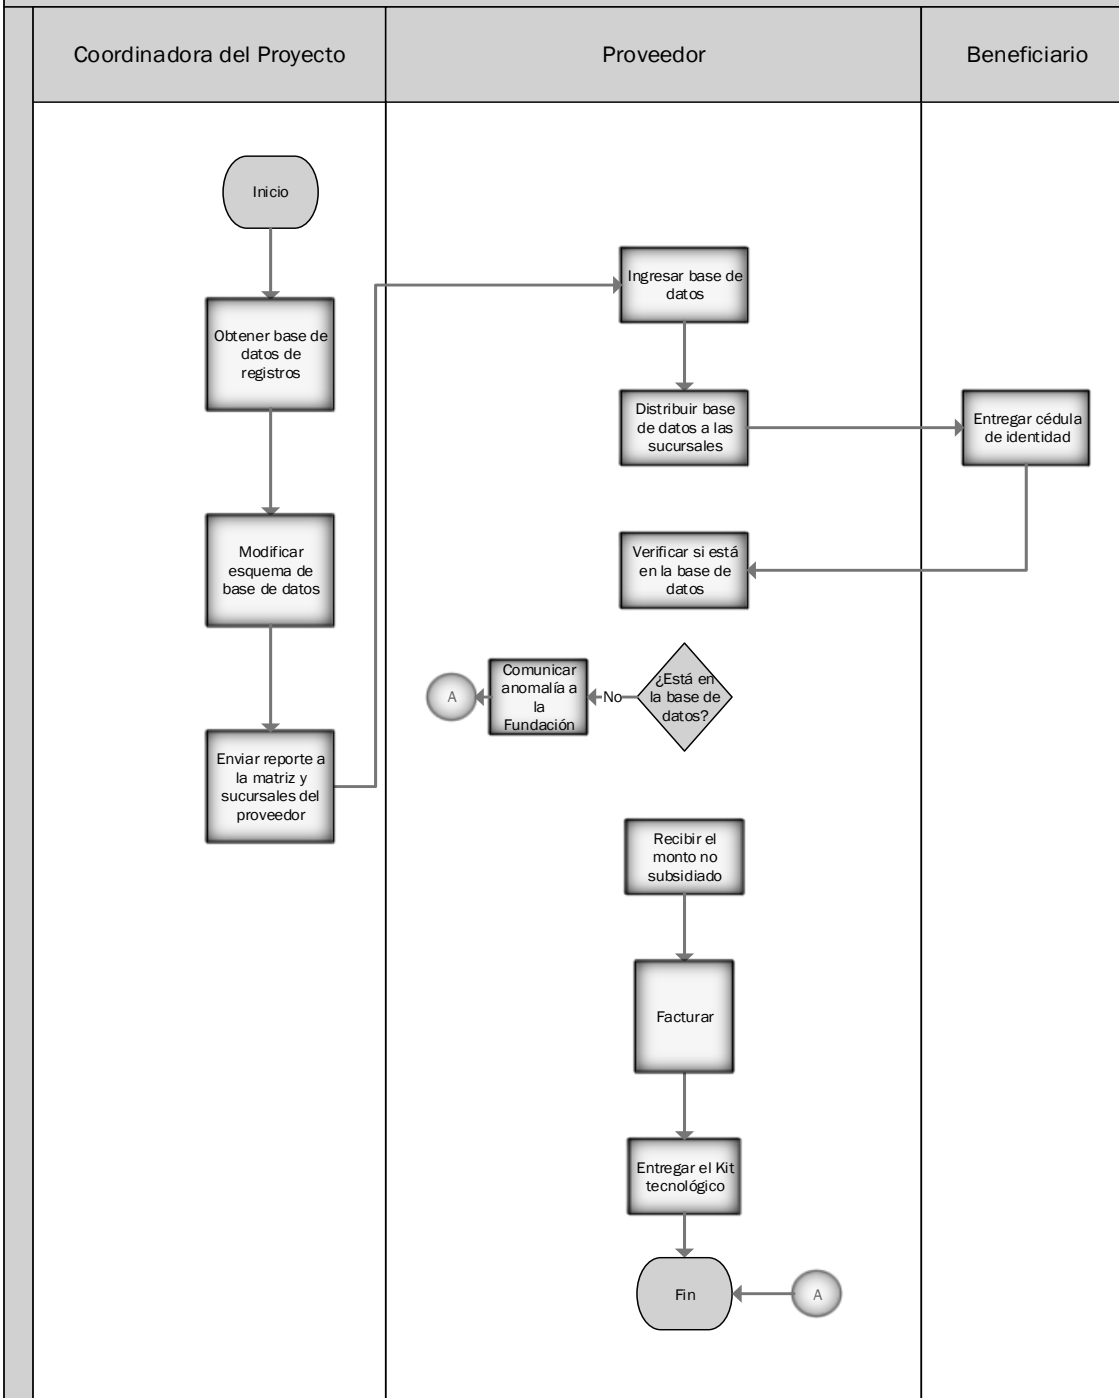 Coordinadora del Proyecto
Proveedor
Beneficiario
Inicio
Obtener base de
datos de
registros
Modificar
esquema de
base de datos
Enviar reporte a
la matriz y
sucursales del
proveedor
Ingresar base de
datos
Distribuir base
de datos a las
sucursales
Entregar cédula
de identidad
Verificar si está
en la base de
datos
¿Está en
la base de
datos?
No
Comunicar
anomalía a
la
Fundación
A
Recibir el
monto no
subsidiado
Facturar
Entregar el Kit
tecnológico
Fin
A